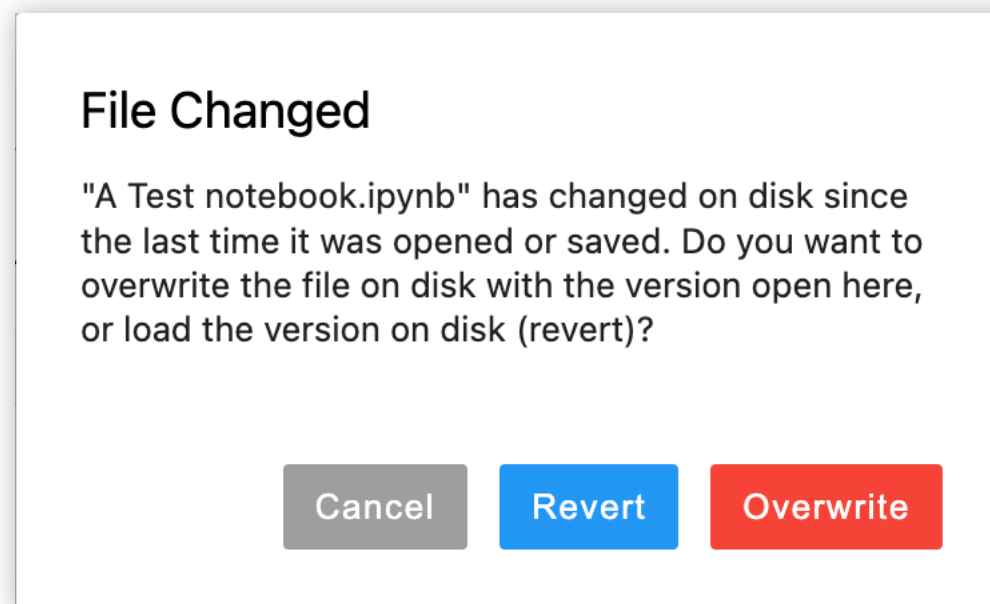 File Changed
"A Test notebook.ipynb" has changed on disk since
the last time it was opened or saved. Do you want to
overwrite the file on disk with the version open here,
or load the version on disk (revert)?
Cancel Revert Overwrite